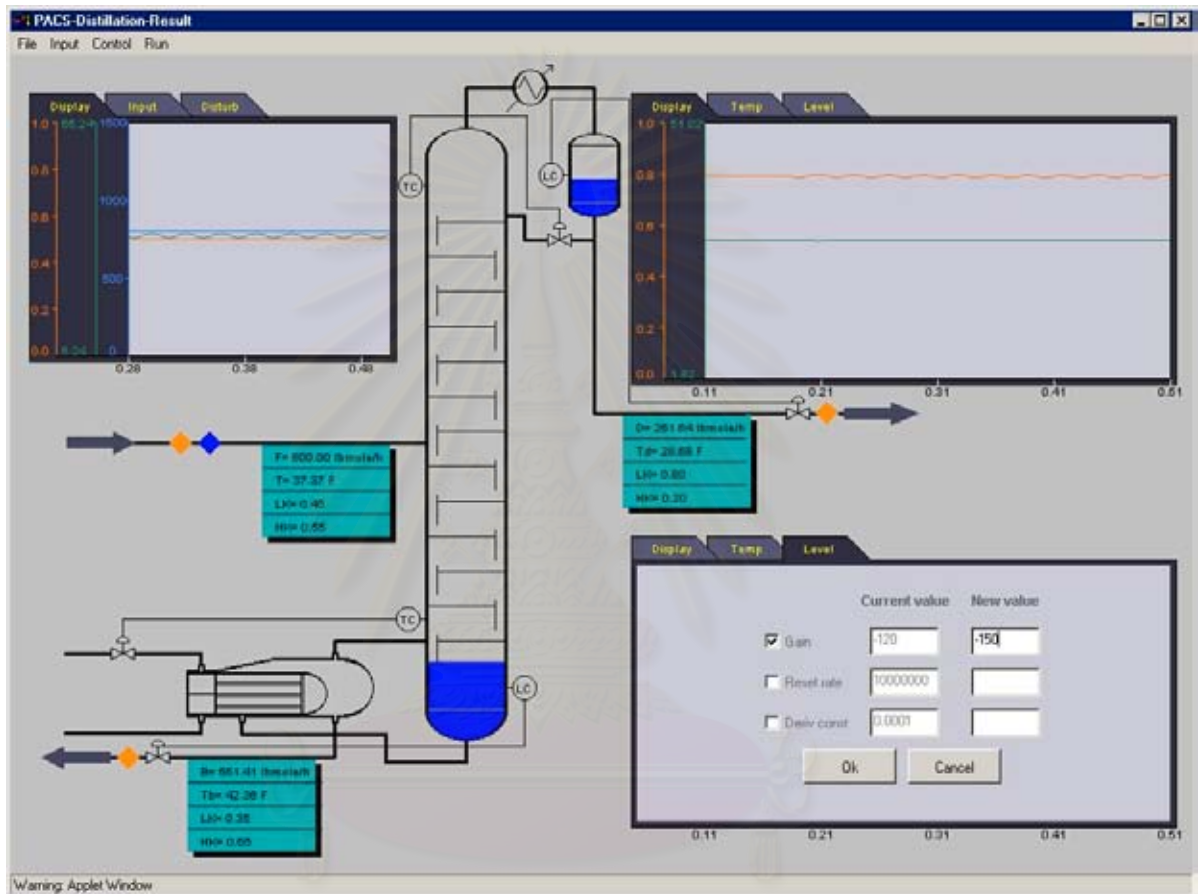 PACS-Distillation-Result
File Input Control Run
Display Input Disturb
1.0
1500
0.8
1000
0.6
0.4
500
0.2
0.0 0
0.28 0.38 0.48
TC
LC
Display Temp Level
1.0
0.8
0.6
0.4
0.2
0.0
0.11 0.21 0.31 0.41 0.51
F= 600.00 lbmole/h
T= 37.37 F
LK= 0.45
HK= 0.55
Td= 28.68 F
LK= 0.80
HK= 0.20
Display Temp Level
Current value New value
Gain -120 -150
Reset rate 10000000
Deriv const 0.0001
Ok Cancel
0.11 0.21 0.31 0.41 0.51
TC
LC
Tb= 42.38 F
LK= 0.35
HK= 0.65
Warning: Applet Window